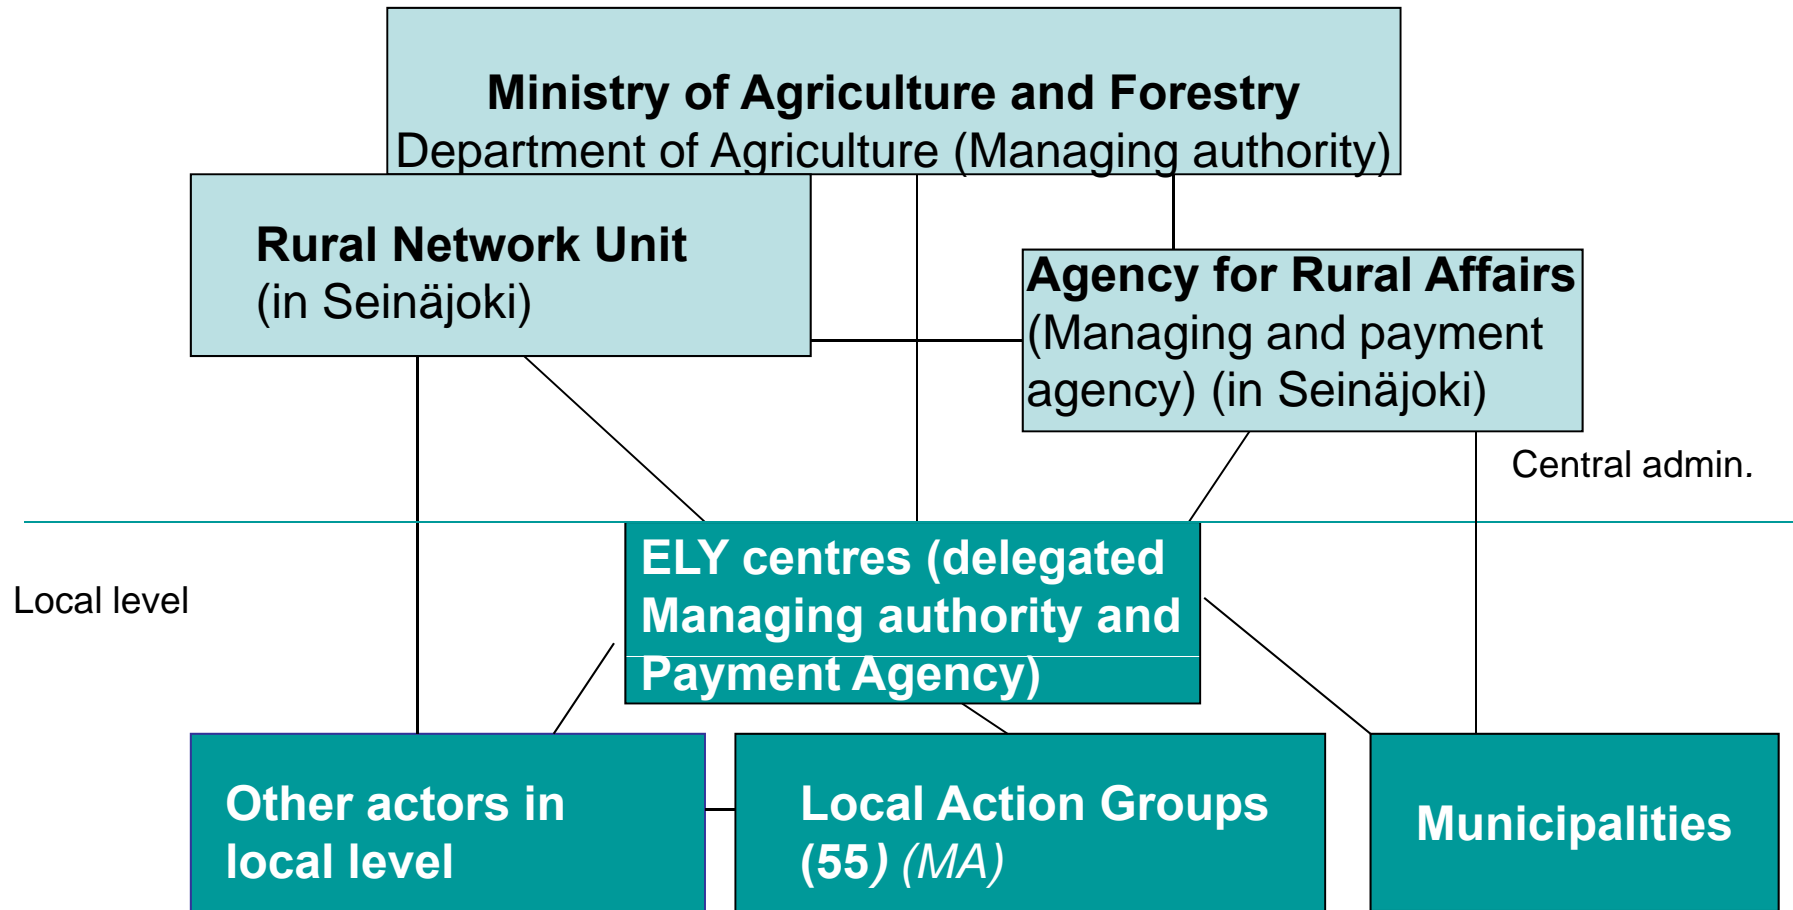 Ministry of Agriculture and Forestry
Department of Agriculture (Managing authority)
Rural Network Unit
(in Seinäjoki)
Agency for Rural Affairs
(Managing and payment
agency) (in Seinäjoki)
Central admin.
Local level
ELY centres (delegated
Managing authority and
Payment Agency)
Other actors in
local level
Local Action Groups
(55) (MA)
Municipalities